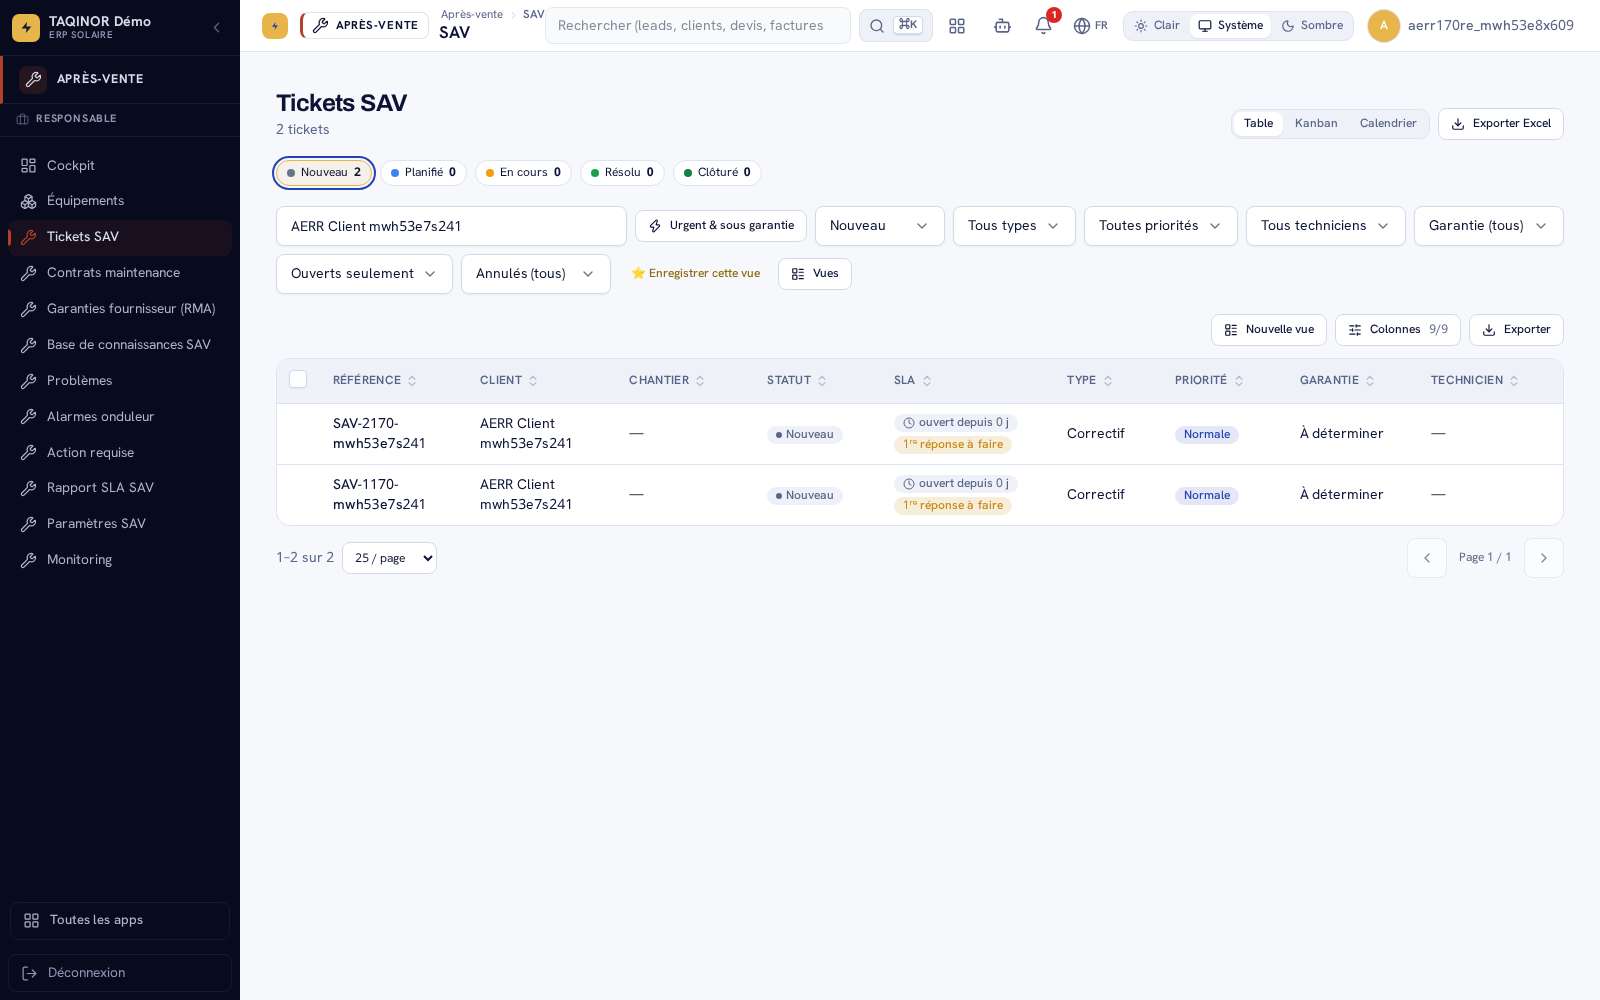 TAQINOR Démo
ERP SOLAIRE
APRÈS-VENTE
RESPONSABLE
Cockpit
Équipements
Tickets SAV
Contrats maintenance
Garanties fournisseur (RMA)
Base de connaissances SAV
Problèmes
Alarmes onduleur
Action requise
Rapport SLA SAV
Paramètres SAV
Monitoring
Toutes les apps
Déconnexion
APRÈS-VENTE
Après-vente › SAV
SAV
Rechercher (leads, clients, devis, factures
⌘K
1
FR
Clair
Système
Sombre
A
aerr170re_mwh53e8x609
Tickets SAV
2 tickets
Table
Kanban
Calendrier
Exporter Excel
Nouveau 2
Planifié 0
En cours 0
Résolu 0
Clôturé 0
AERR Client mwh53e7s241
Urgent & sous garantie
Nouveau
Tous types
Toutes priorités
Tous techniciens
Garantie (tous)
Ouverts seulement
Annulés (tous)
⭐ Enregistrer cette vue
Vues
Nouvelle vue
Colonnes 9/9
Exporter
RÉFÉRENCE CLIENT CHANTIER STATUT SLA TYPE PRIORITÉ GARANTIE TECHNICIEN
SAV-2170-
mwh53e7s241
AERR Client
mwh53e7s241
—
Nouveau
ouvert depuis 0 j
1ʳᵉ réponse à faire
Correctif
Normale
À déterminer
—
SAV-1170-
mwh53e7s241
AERR Client
mwh53e7s241
—
Nouveau
ouvert depuis 0 j
1ʳᵉ réponse à faire
Correctif
Normale
À déterminer
—
1–2 sur 2
25 / page
Page 1 / 1